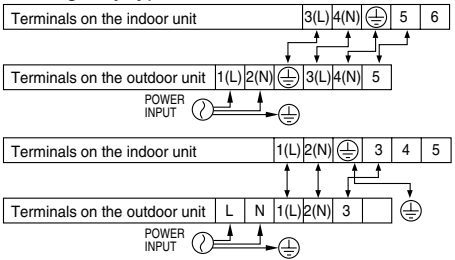 Terminals on the indoor unit 3(L) 4(N) 5 6
Terminals on the outdoor unit 1(L) 2(N) 3(L) 4(N) 5
POWER
INPUT
Terminals on the indoor unit 1(L) 2(N) 3 4 5
Terminals on the outdoor unit L N 1(L) 2(N) 3
POWER
INPUT